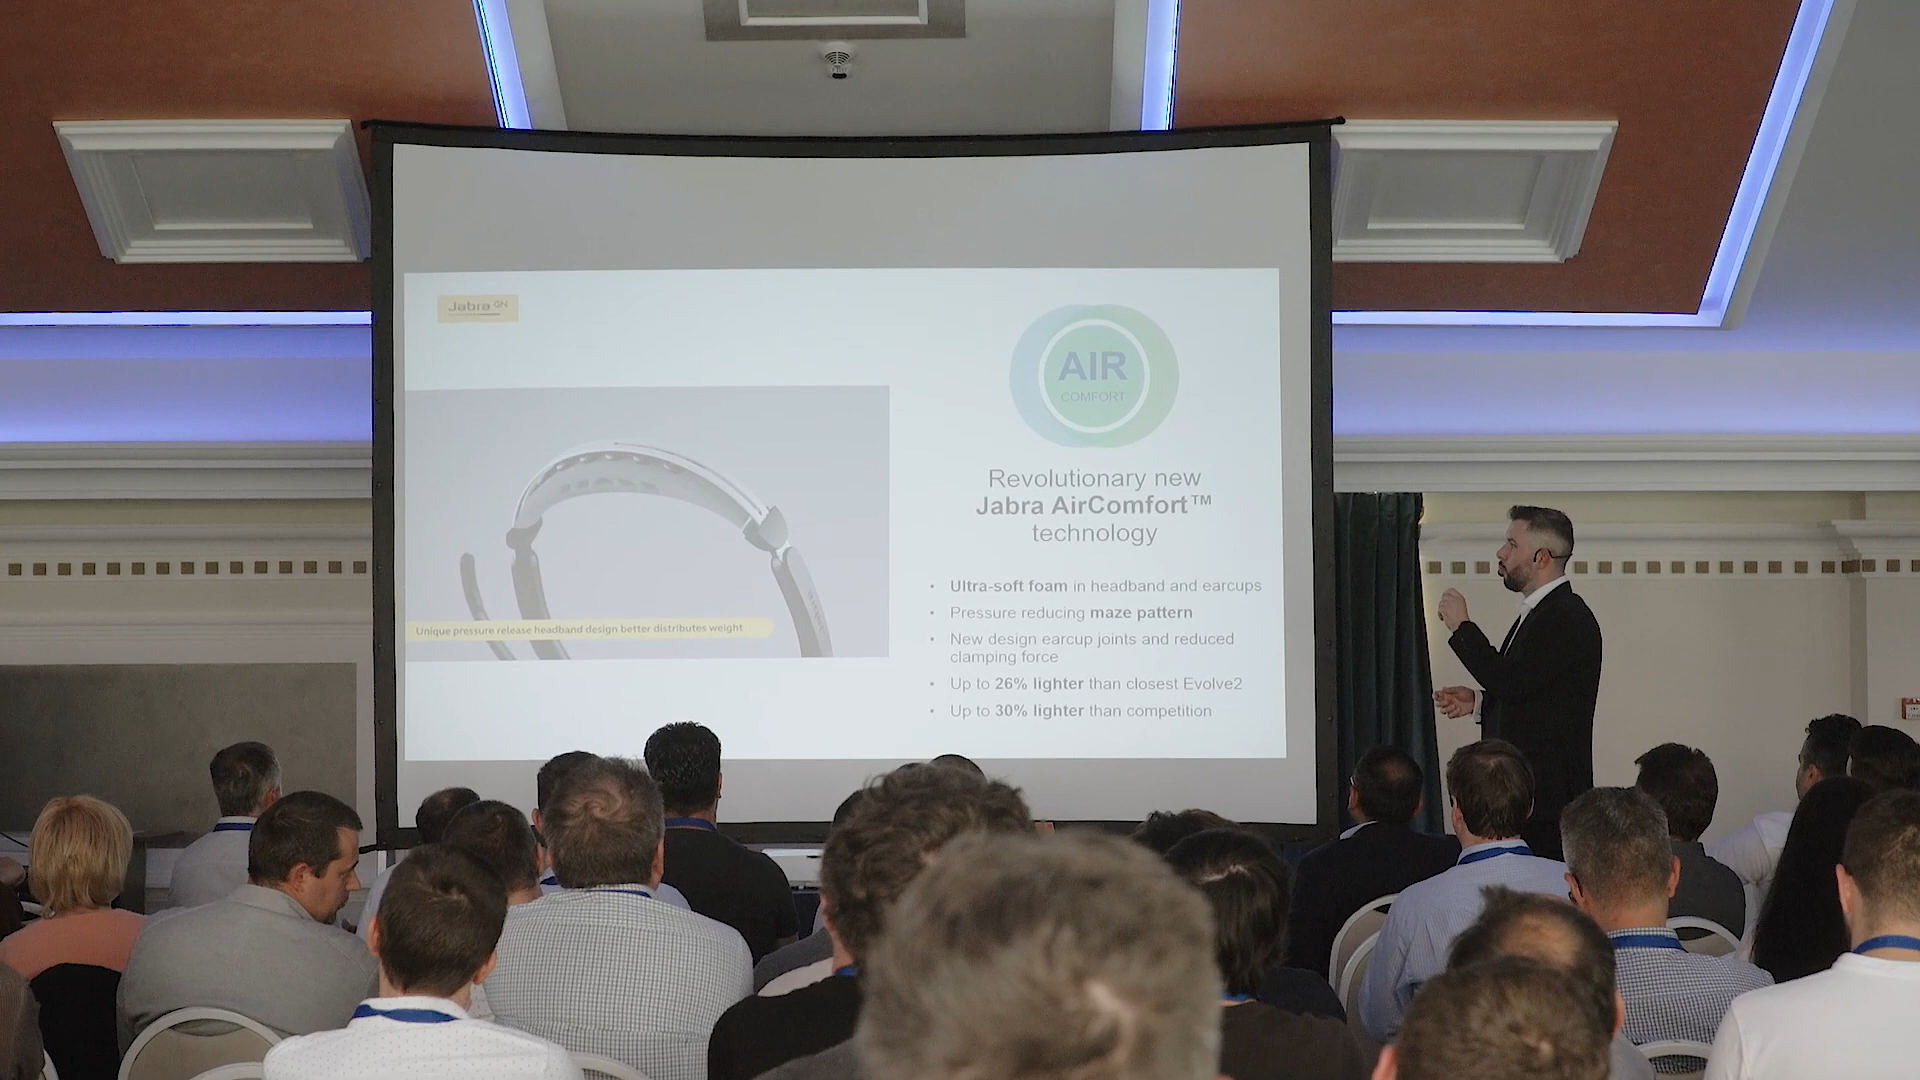 Jabra GN
AIR
COMFORT
Revolutionary new
Jabra AirComfort™
technology
Unique pressure release headband design better distributes weight
• Ultra-soft foam in headband and earcups
• Pressure reducing maze pattern
• New design earcup joints and reduced
clamping force
• Up to 26% lighter than closest Evolve2
• Up to 30% lighter than competition